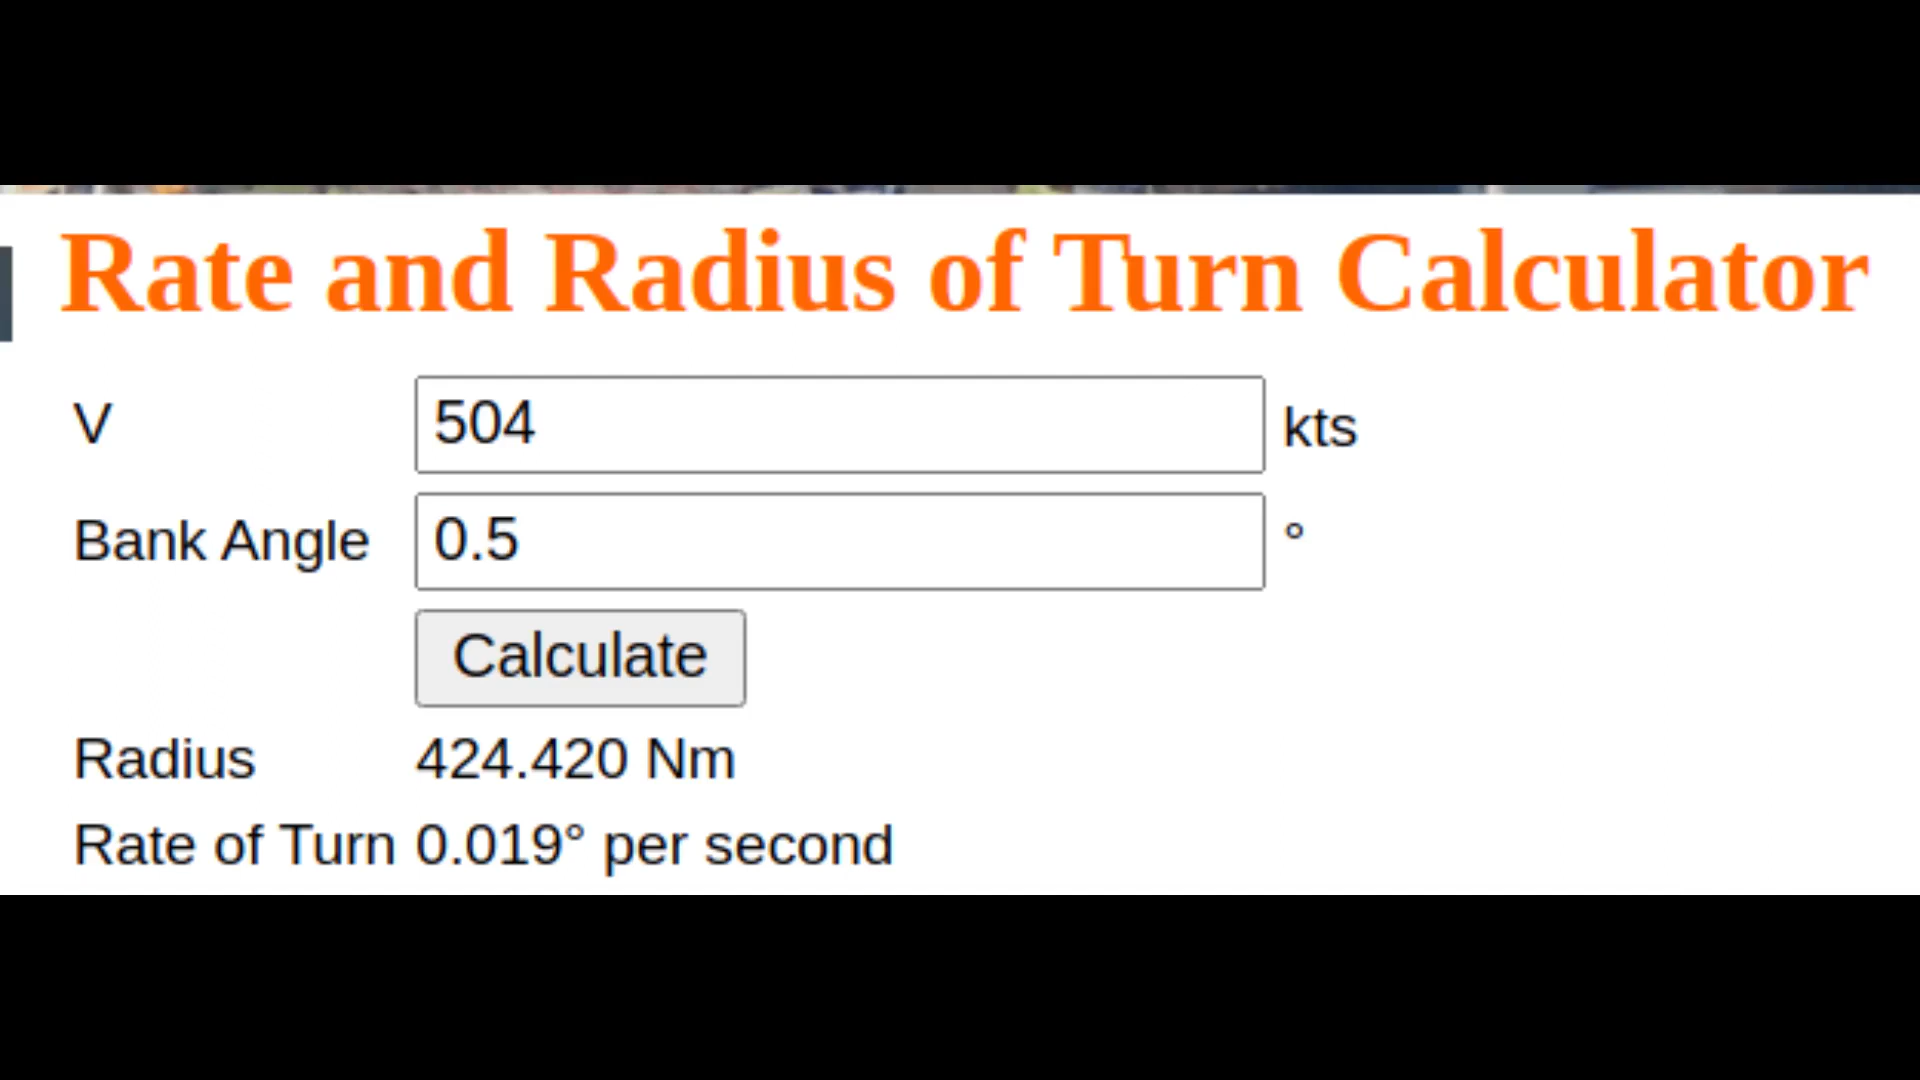 Rate and Radius of Turn Calculator
V 504 kts
Bank Angle 0.5 °
Calculate
Radius 424.420 Nm
Rate of Turn 0.019° per second